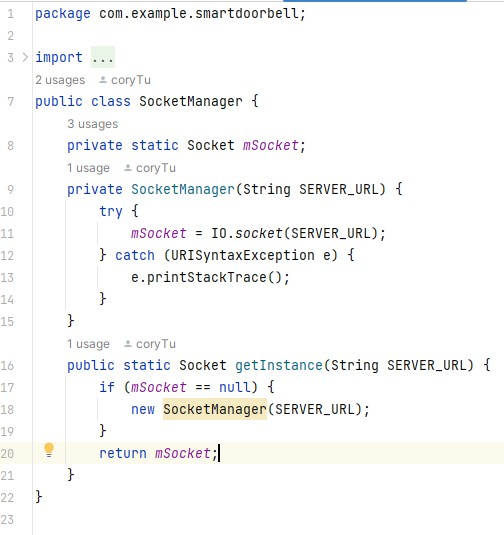 1 package com.example.smartdoorbell;
2
3 import ...
2 usages coryTu
7 public class SocketManager {
3 usages
8 private static Socket mSocket;
1 usage coryTu
9 private SocketManager(String SERVER_URL) {
10 try {
11 mSocket = IO.socket(SERVER_URL);
12 } catch (URISyntaxException e) {
13 e.printStackTrace();
14 }
15 }
1 usage coryTu
16 public static Socket getInstance(String SERVER_URL) {
17 if (mSocket == null) {
18 new SocketManager(SERVER_URL);
19 }
20 return mSocket;
21 }
22 }
23